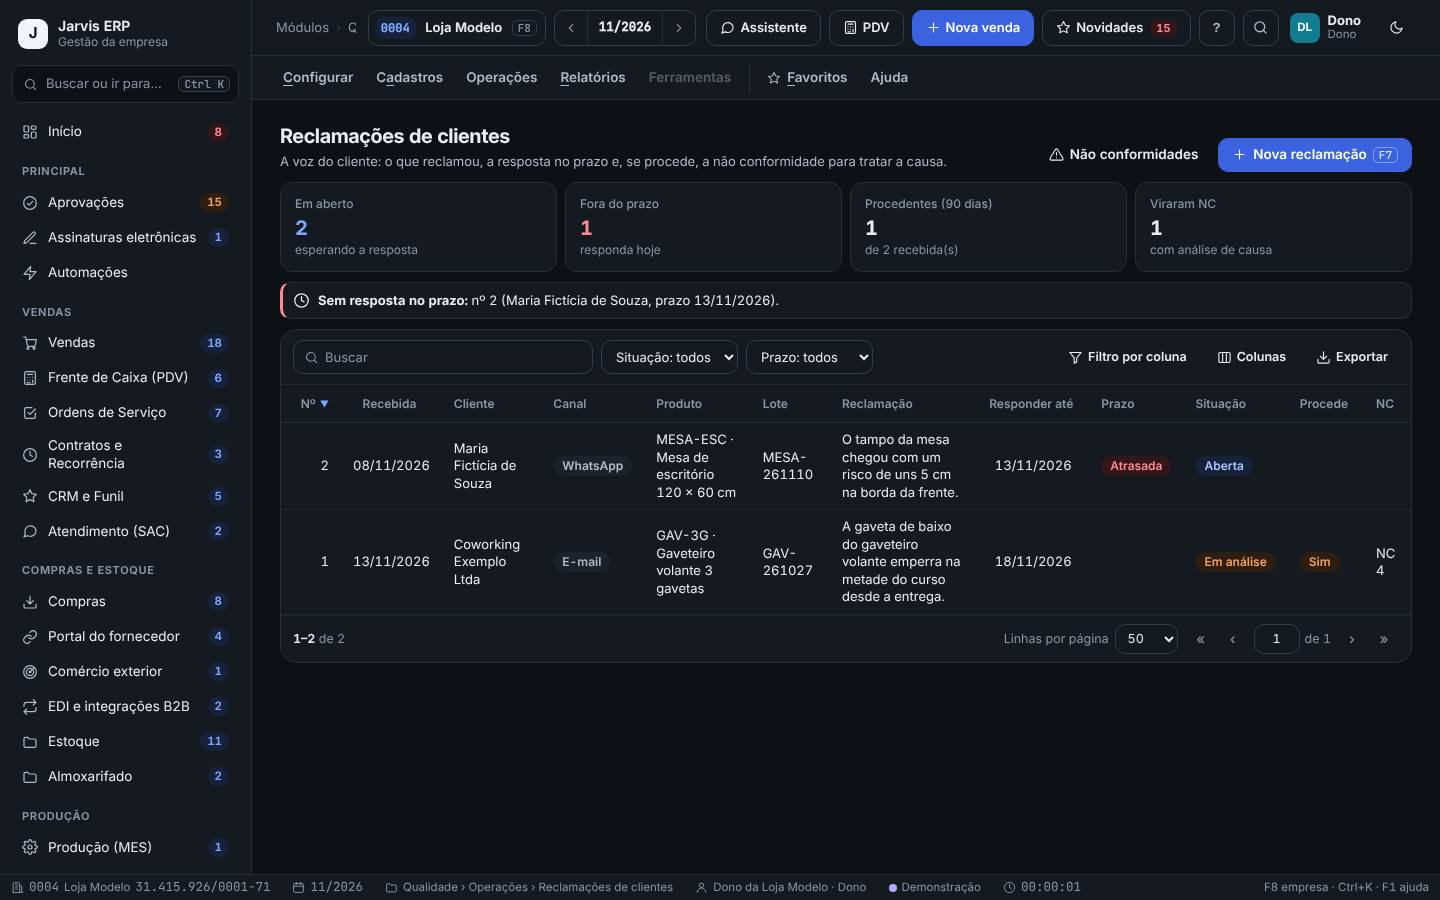 J
Jarvis ERP
Gestão da empresa
Buscar ou ir para... Ctrl K
Início 8
PRINCIPAL
Aprovações 15
Assinaturas eletrônicas 1
Automações
VENDAS
Vendas 18
Frente de Caixa (PDV) 6
Ordens de Serviço 7
Contratos e
Recorrência 3
CRM e Funil 5
Atendimento (SAC) 2
COMPRAS E ESTOQUE
Compras 8
Portal do fornecedor 4
Comércio exterior 1
EDI e integrações B2B 2
Estoque 11
Almoxarifado 2
PRODUÇÃO
Produção (MES) 1
Módulos › Q
0004 Loja Modelo F8
‹ 11/2026 ›
Assistente
PDV
+ Nova venda
Novidades 15
?
DL
Dono
Dono
Configurar Cadastros Operações Relatórios Ferramentas Favoritos Ajuda
Reclamações de clientes
A voz do cliente: o que reclamou, a resposta no prazo e, se procede, a não conformidade para tratar a causa.
Não conformidades
+ Nova reclamação F7
Em aberto
2
esperando a resposta
Fora do prazo
1
responda hoje
Procedentes (90 dias)
1
de 2 recebida(s)
Viraram NC
1
com análise de causa
Sem resposta no prazo: nº 2 (Maria Fictícia de Souza, prazo 13/11/2026).
Buscar
Situação: todos
Prazo: todos
Filtro por coluna
Colunas
Exportar
Nº ▼ Recebida Cliente Canal Produto Lote Reclamação Responder até Prazo Situação Procede NC
2
08/11/2026
Maria
Fictícia de
Souza
WhatsApp
MESA-ESC ·
Mesa de
escritório
120 × 60 cm
MESA-
261110
O tampo da mesa
chegou com um
risco de uns 5 cm
na borda da frente.
13/11/2026
Atrasada
Aberta
1
13/11/2026
Coworking
Exemplo
Ltda
E-mail
GAV-3G ·
Gaveteiro
volante 3
gavetas
GAV-
261027
A gaveta de baixo
do gaveteiro
volante emperra na
metade do curso
desde a entrega.
18/11/2026
Em análise
Sim
NC
4
1–2 de 2
Linhas por página 50 « ‹ 1 de 1 › »
0004 Loja Modelo 31.415.926/0001-71
11/2026
Qualidade › Operações › Reclamações de clientes
Dono da Loja Modelo · Dono
Demonstração
00:00:01
F8 empresa · Ctrl+K · F1 ajuda